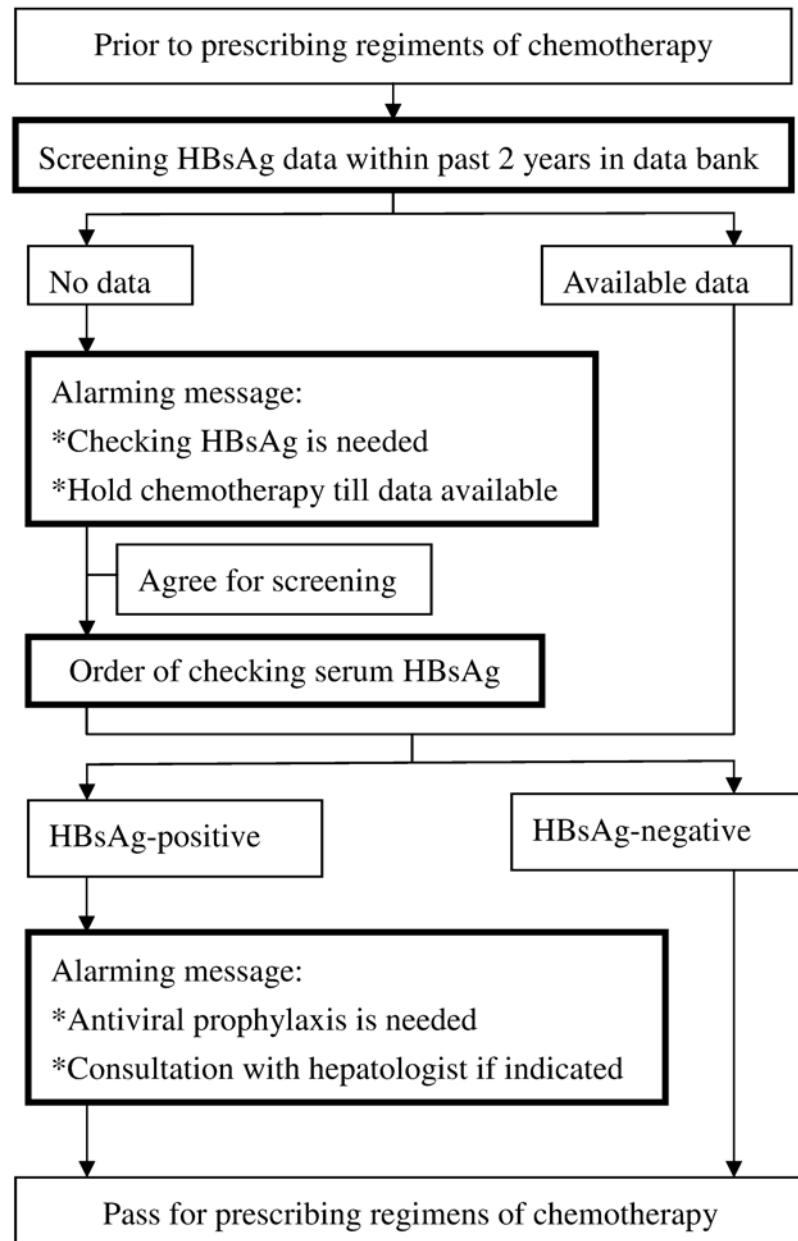 Prior to prescribing regiments of chemotherapy
Screening HBsAg data within past 2 years in data bank
No data
Available data
Alarming message:
*Checking HBsAg is needed
*Hold chemotherapy till data available
Agree for screening
Order of checking serum HBsAg
HBsAg-positive
HBsAg-negative
Alarming message:
*Antiviral prophylaxis is needed
*Consultation with hepatologist if indicated
Pass for prescribing regimens of chemotherapy